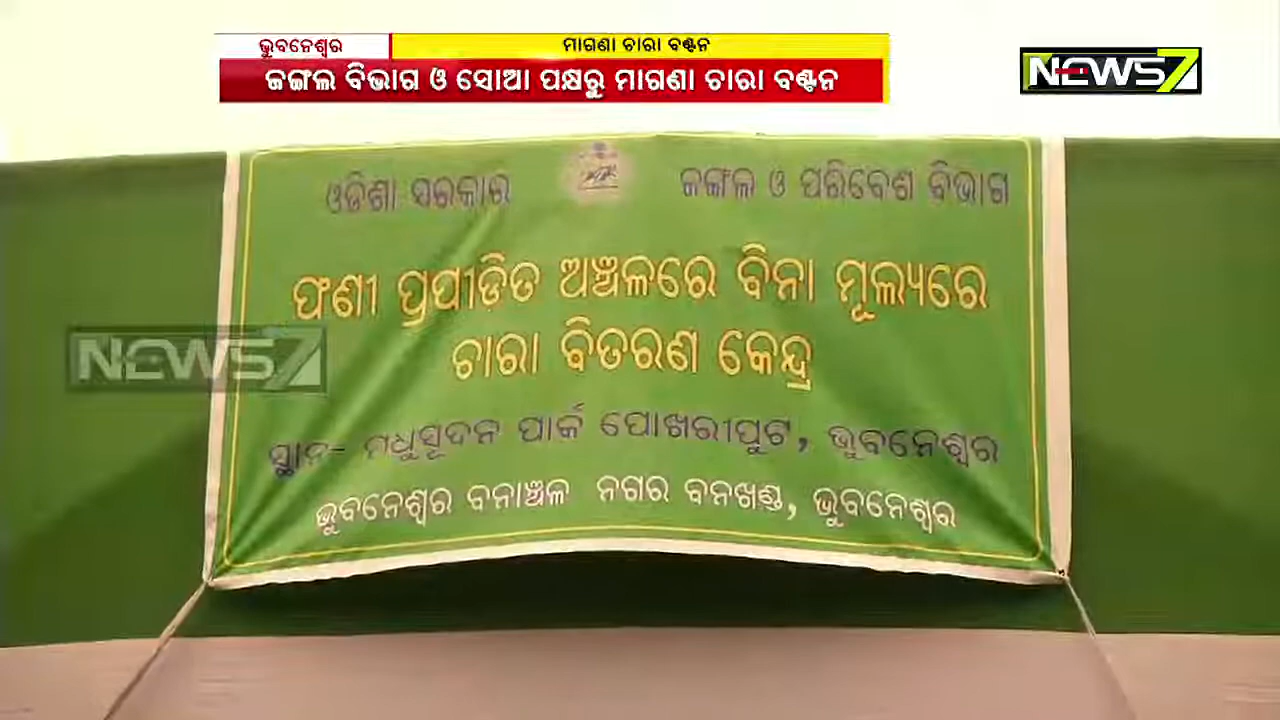 ଭୁବନେଶ୍ୱର
ମାଗଣା ଚାରା ବଣ୍ଟନ
ଜଙ୍ଗଲ ବିଭାଗ ଓ ସୋଆ ପକ୍ଷରୁ ମାଗଣା ଚାରା ବଣ୍ଟନ
NEWS7
ଓଡିଶା ସରକାର
ଜଙ୍ଗଲ ଓ ପରିବେଶ ବିଭାଗ
ଫଣୀ ପ୍ରପୀଡ଼ିତ ଅଞ୍ଚଳରେ ବିନା ମୂଲ୍ୟରେ
ଚାରା ବିତରଣ କେନ୍ଦ୍ର
NEWS7
ସ୍ଥାନ- ମଧୁସୂଦନ ପାର୍କ ପୋଖରୀପୁଟ, ଭୁବନେଶ୍ୱର
ଭୁବନେଶ୍ୱର ବନାଞ୍ଚଳ ନଗର ବନଖଣ୍ଡ, ଭୁବନେଶ୍ୱର